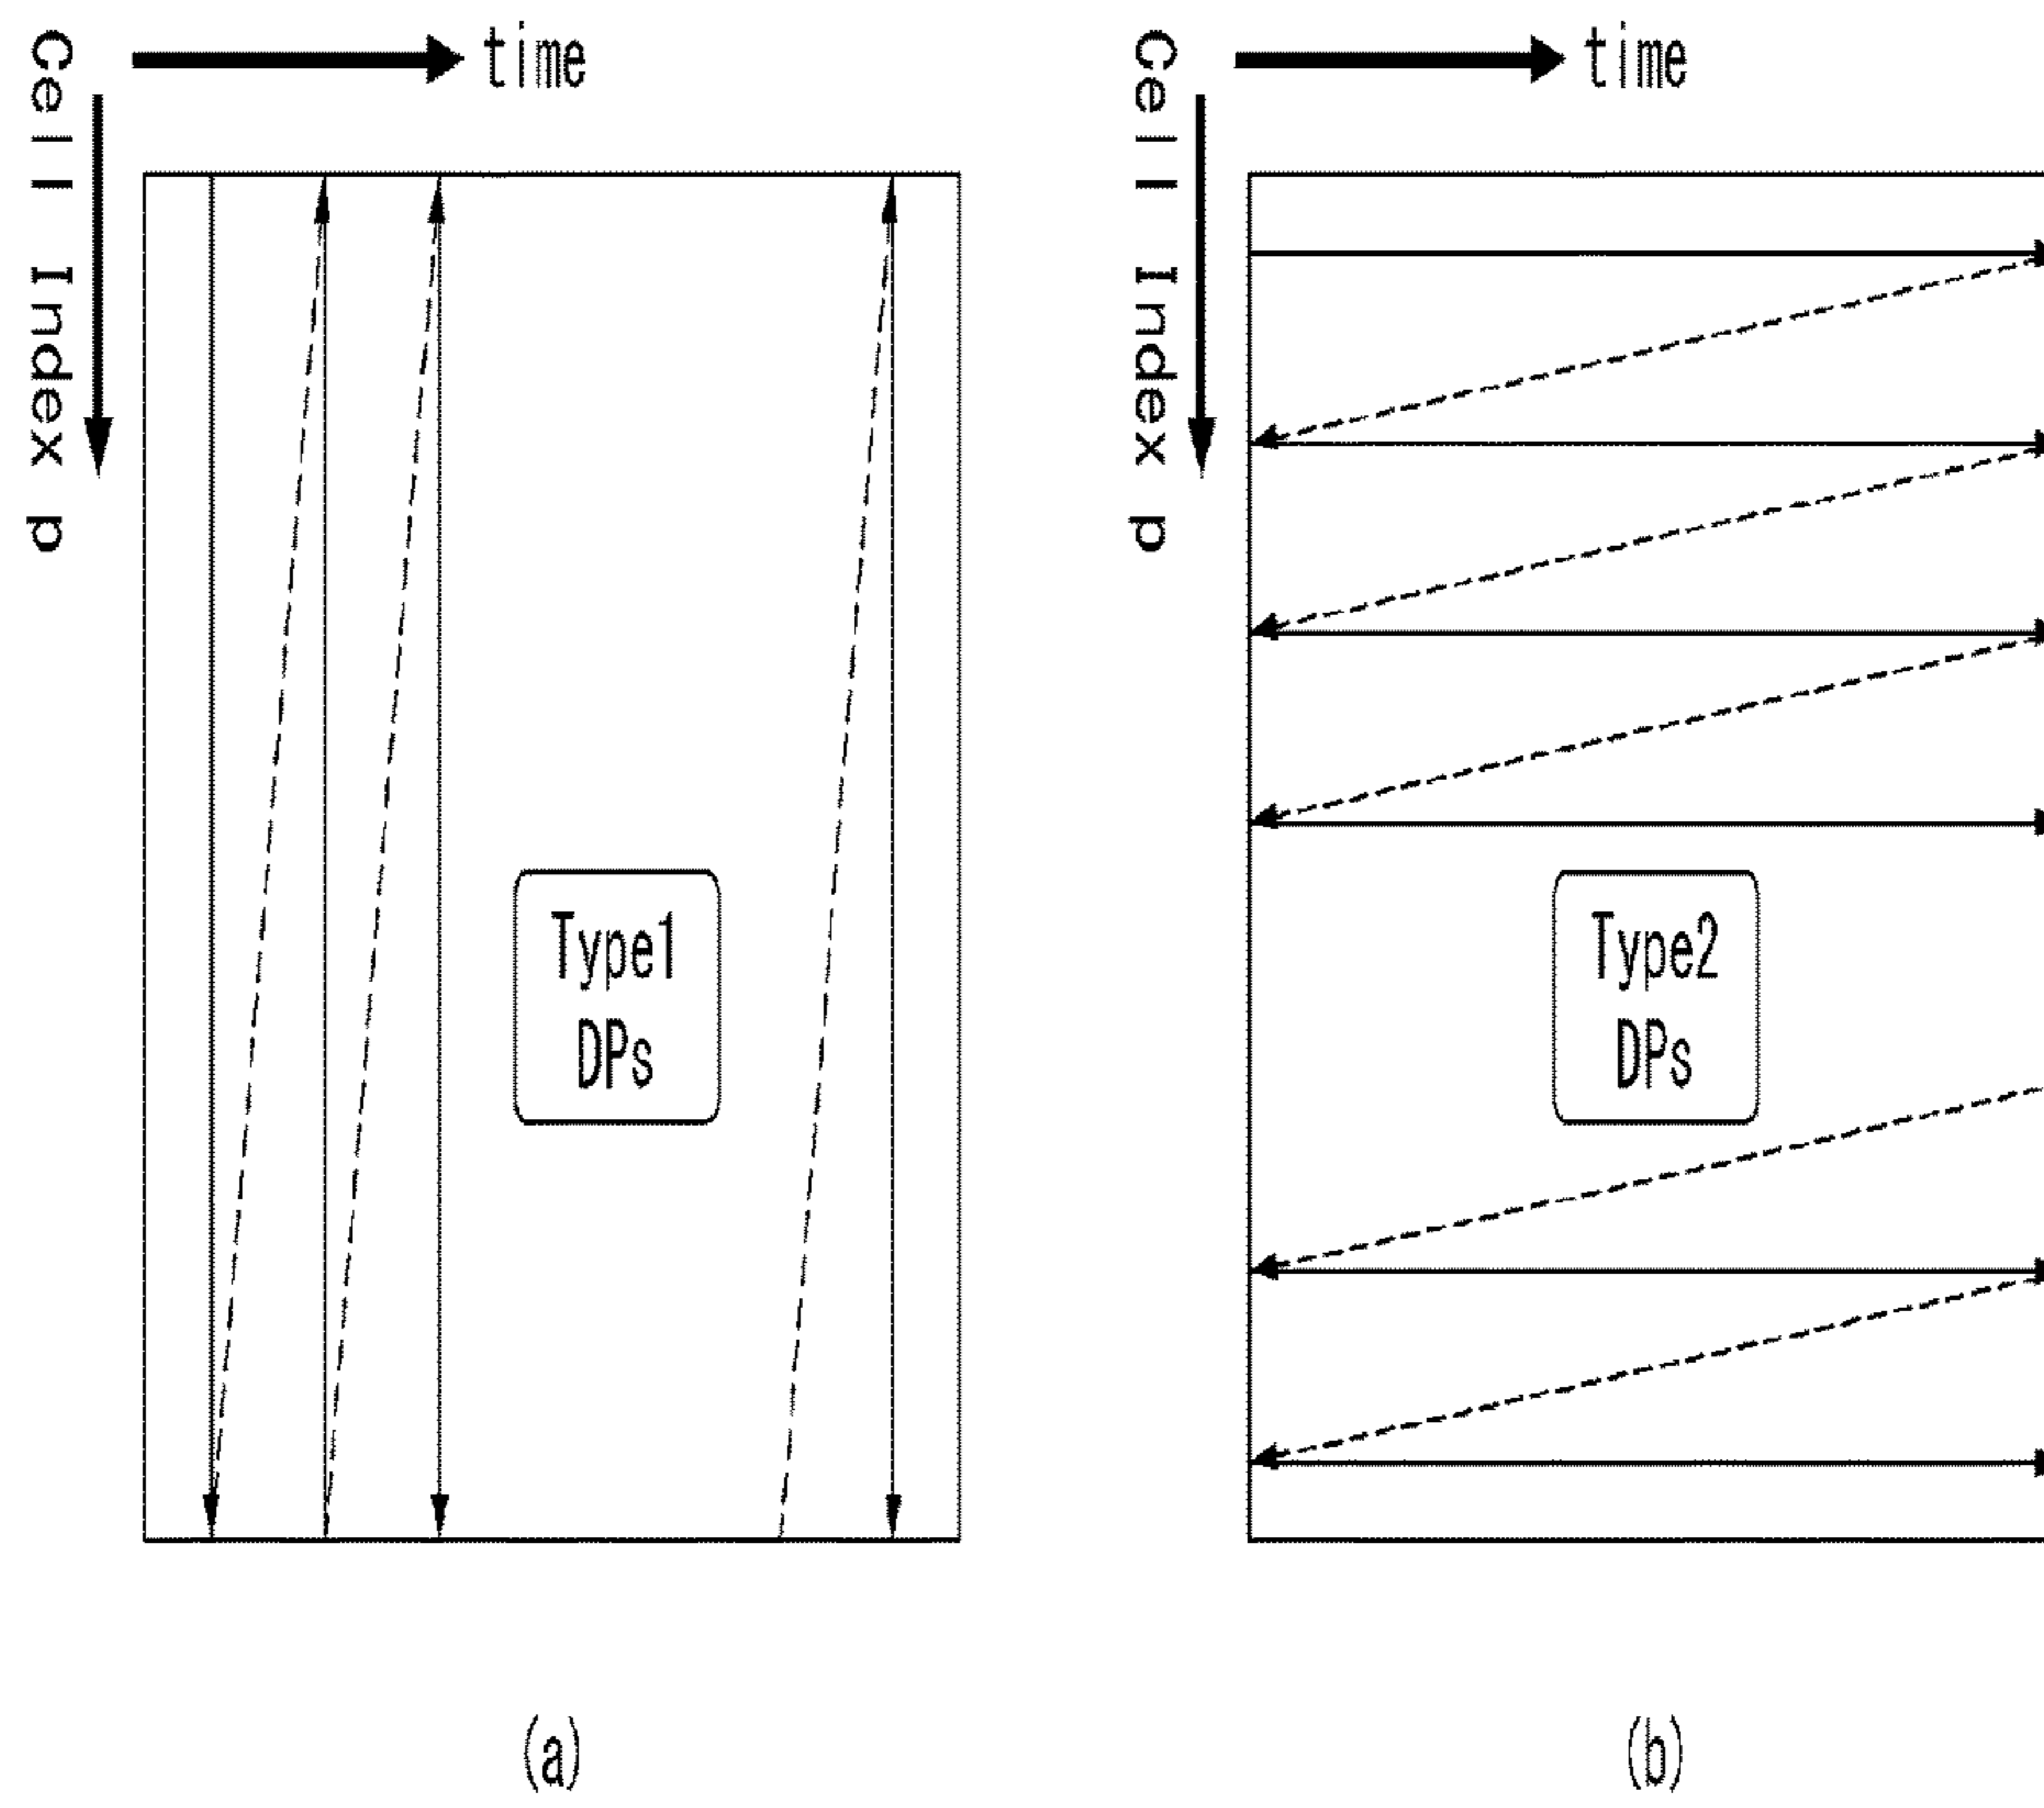 time
Cell Index p
Type1
DPs
(a)
time
Cell Index p
Type2
DPs
(b)